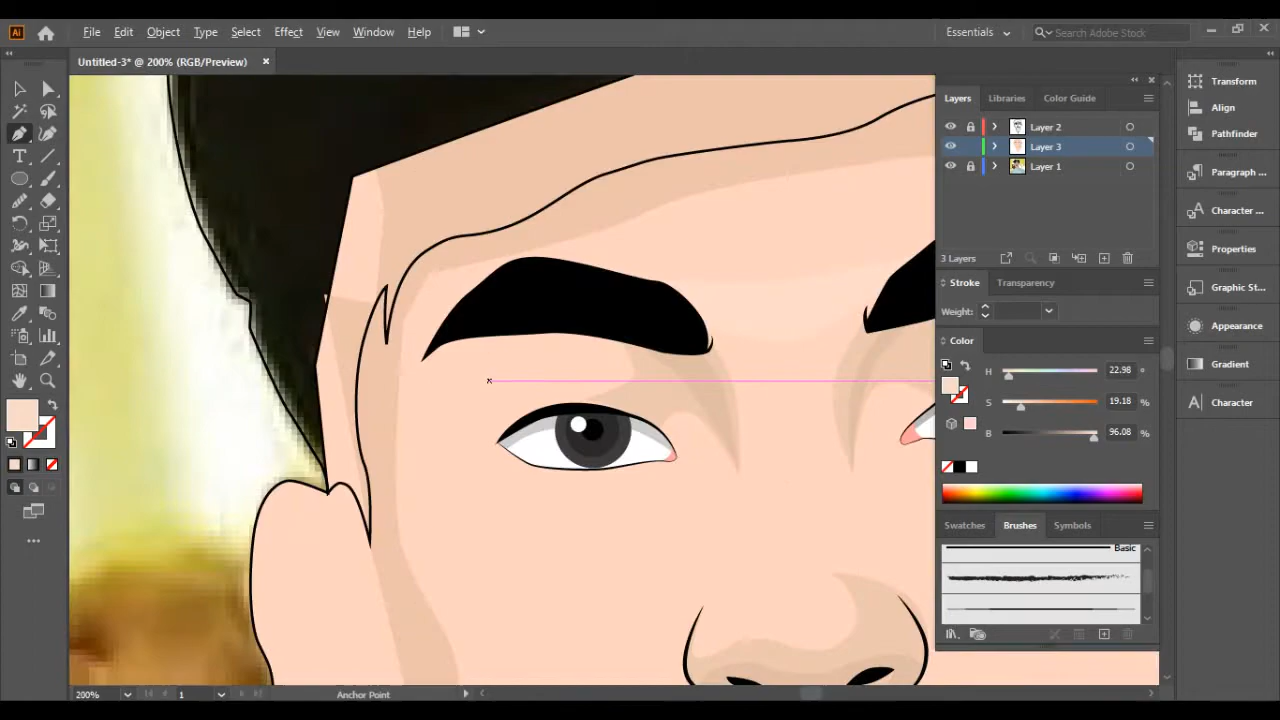 Ai File Edit Object Type Select Effect View Window Help Essentials Search Adobe Stock
Untitled-3* @ 200% (RGB/Preview)
Layers Libraries Color Guide
Layer 2
Layer 3
Layer 1
3 Layers
Stroke Transparency
Weight:
Color
H 22.98 °
S 19.18 %
B 96.08 %
Swatches Brushes Symbols
Basic
Transform
Align
Pathfinder
Paragraph ...
Character ...
Properties
Graphic St...
Appearance
Gradient
Character
200% 1 Anchor Point